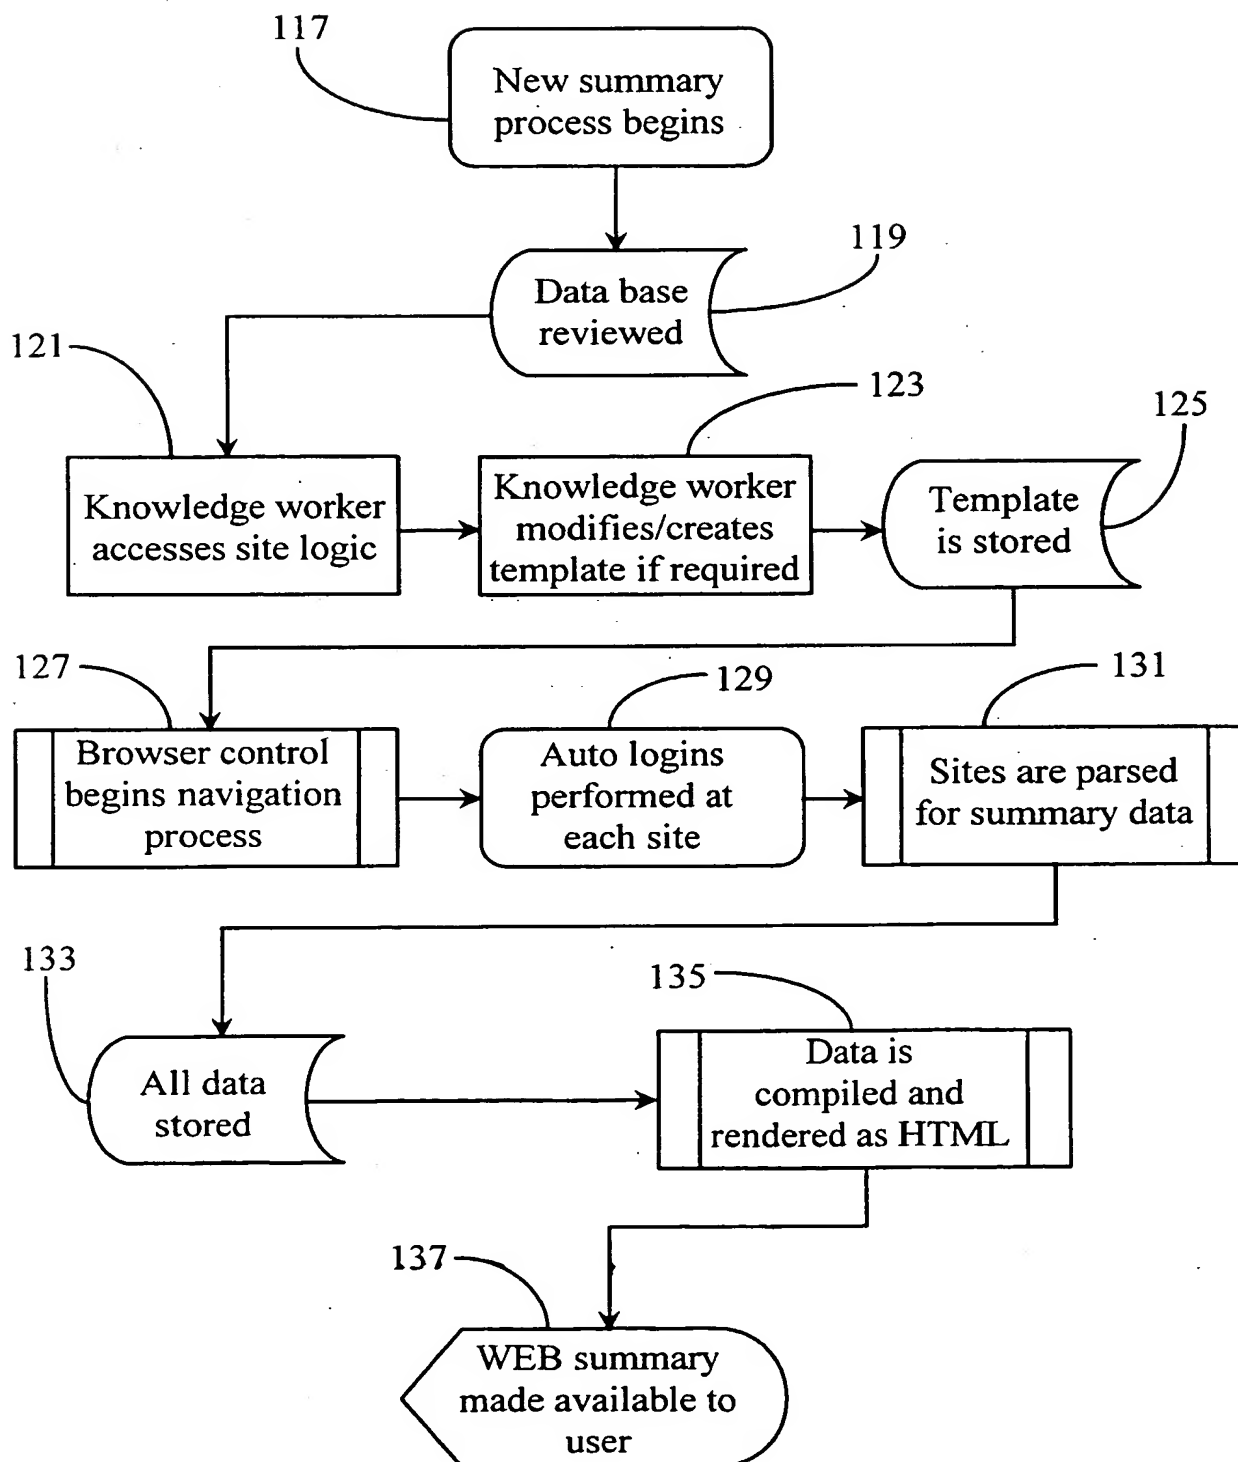 117
New summary
process begins
119
Data base
reviewed
121
123
125
Knowledge worker
accesses site logic
Knowledge worker
modifies/creates
template if required
Template
is stored
127
129
131
Browser control
begins navigation
process
Auto logins
performed at
each site
Sites are parsed
for summary data
133
135
All data
stored
Data is
compiled and
rendered as HTML
137
WEB summary
made available to
user